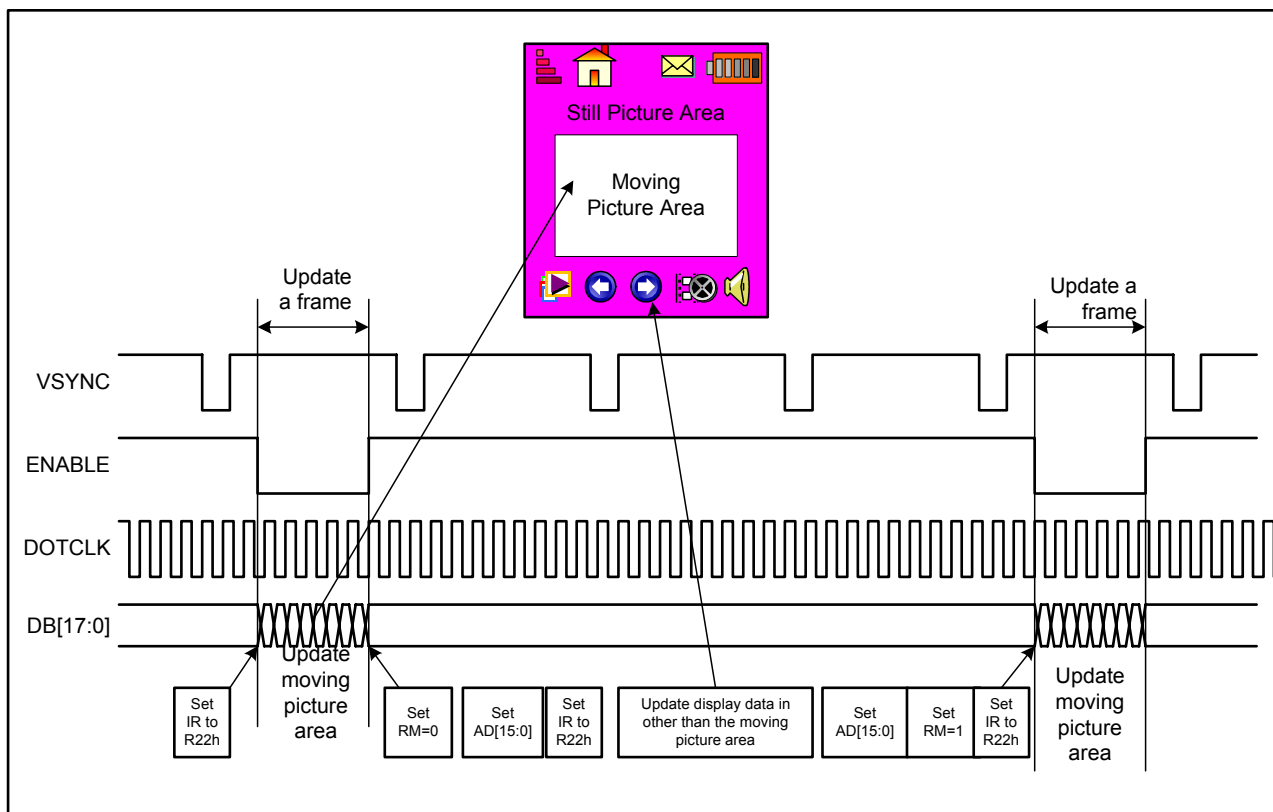 Still Picture Area
Moving
Picture Area
Update
a frame
Update a
frame
VSYNC
ENABLE
DOTCLK
DB[17:0]
Set
IR to
R22h
Update
moving
picture
area
Set
RM=0
Set
AD[15:0]
Set
IR to
R22h
Update display data in
other than the moving
picture area
Set
AD[15:0]
Set
RM=1
Set
IR to
R22h
Update
moving
picture
area